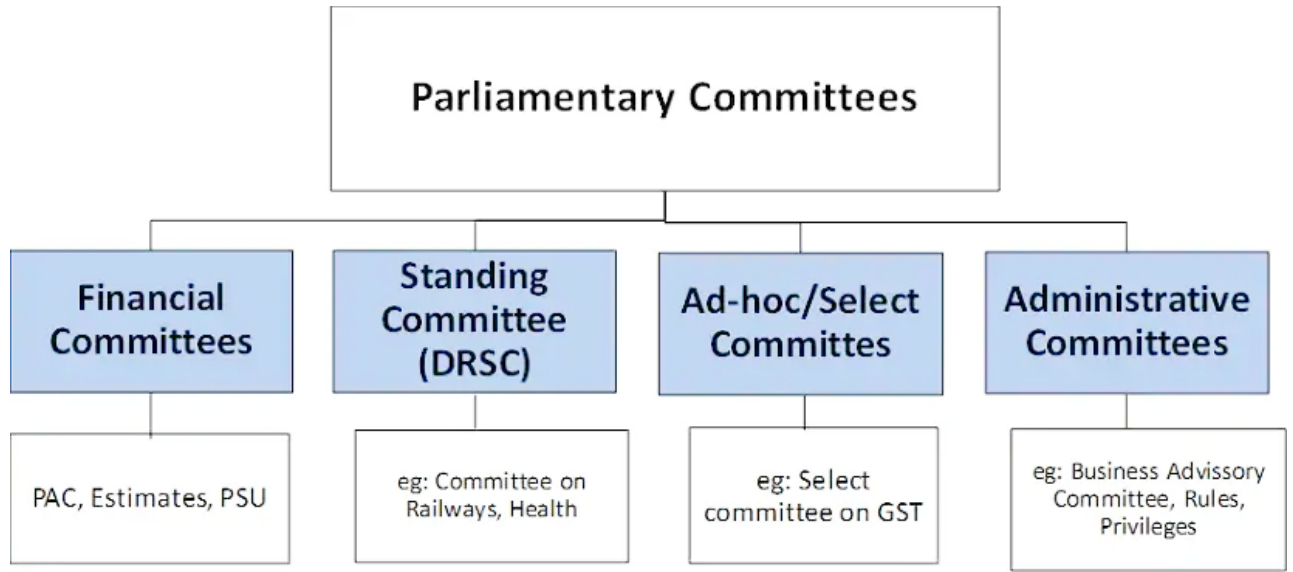 Parliamentary Committees
Financial
Committees
Standing
Committee
(DRSC)
Ad-hoc/Select
Committes
Administrative
Committees
PAC, Estimates, PSU
eg: Committee on
Railways, Health
eg: Select
committee on GST
eg: Business Advissory
Committee, Rules,
Privileges